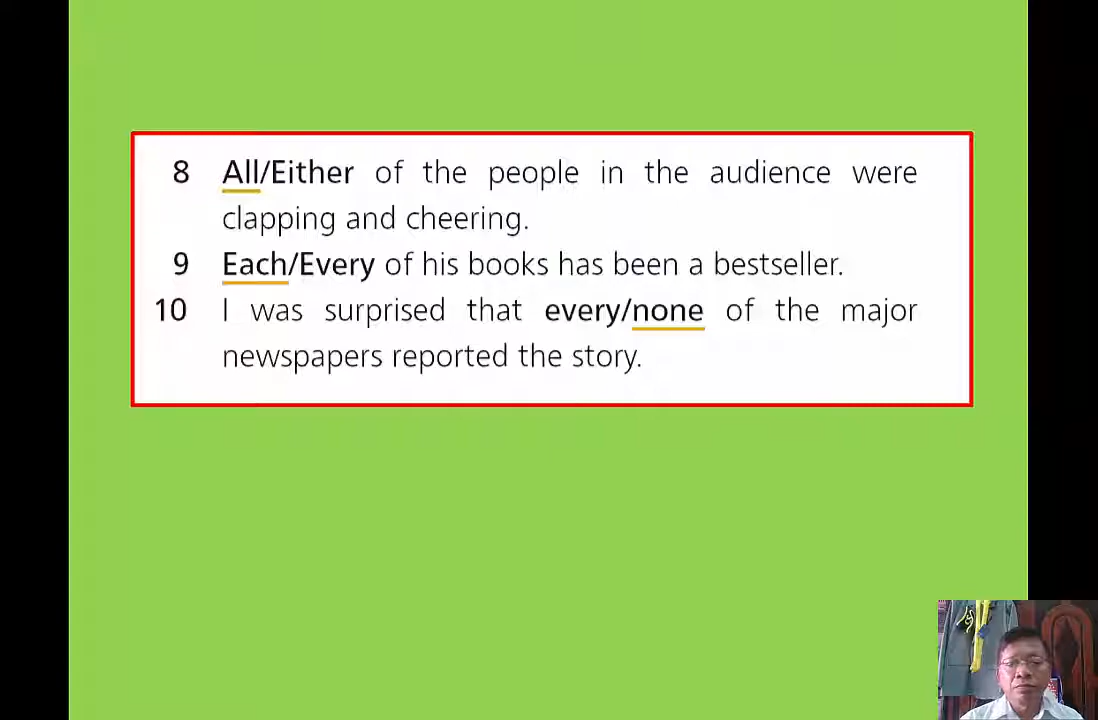 8 All/Either of the people in the audience were
clapping and cheering.
9 Each/Every of his books has been a bestseller.
10 I was surprised that every/none of the major
newspapers reported the story.